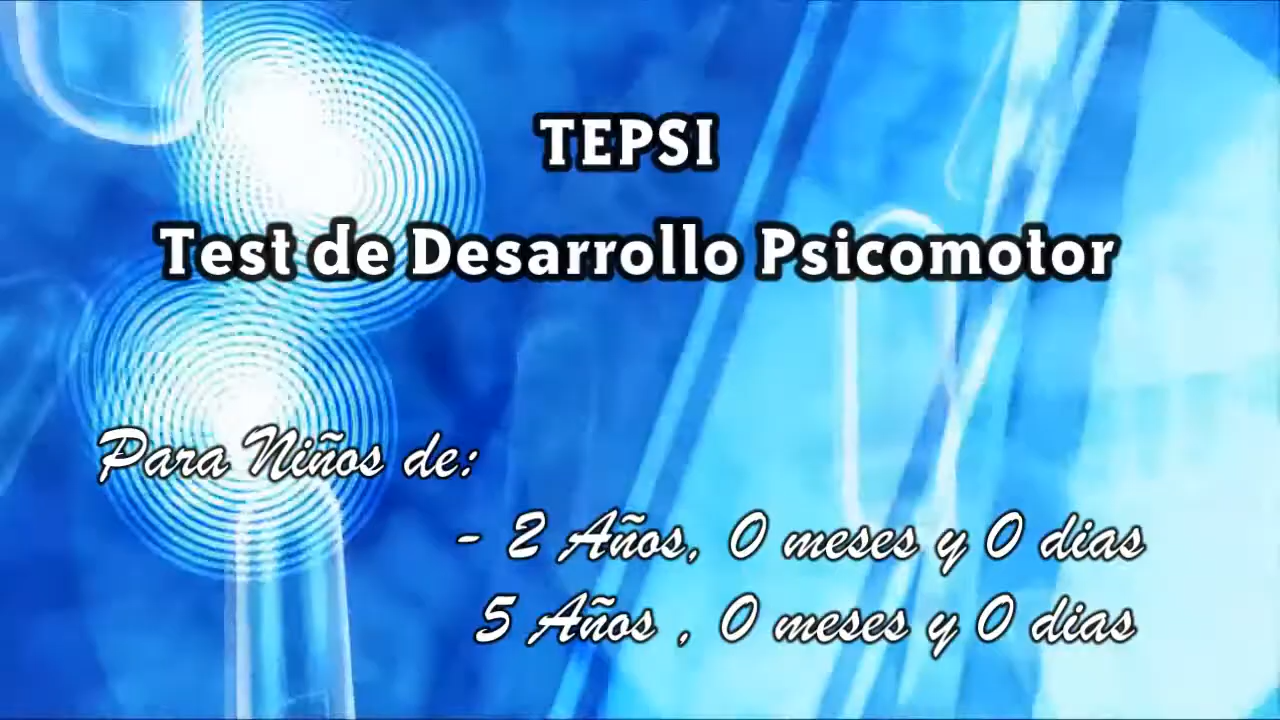 TEPSI
Test de Desarrollo Psicomotor
Para Niños de:
- 2 Años, 0 meses y 0 dias
5 Años , 0 meses y 0 dias